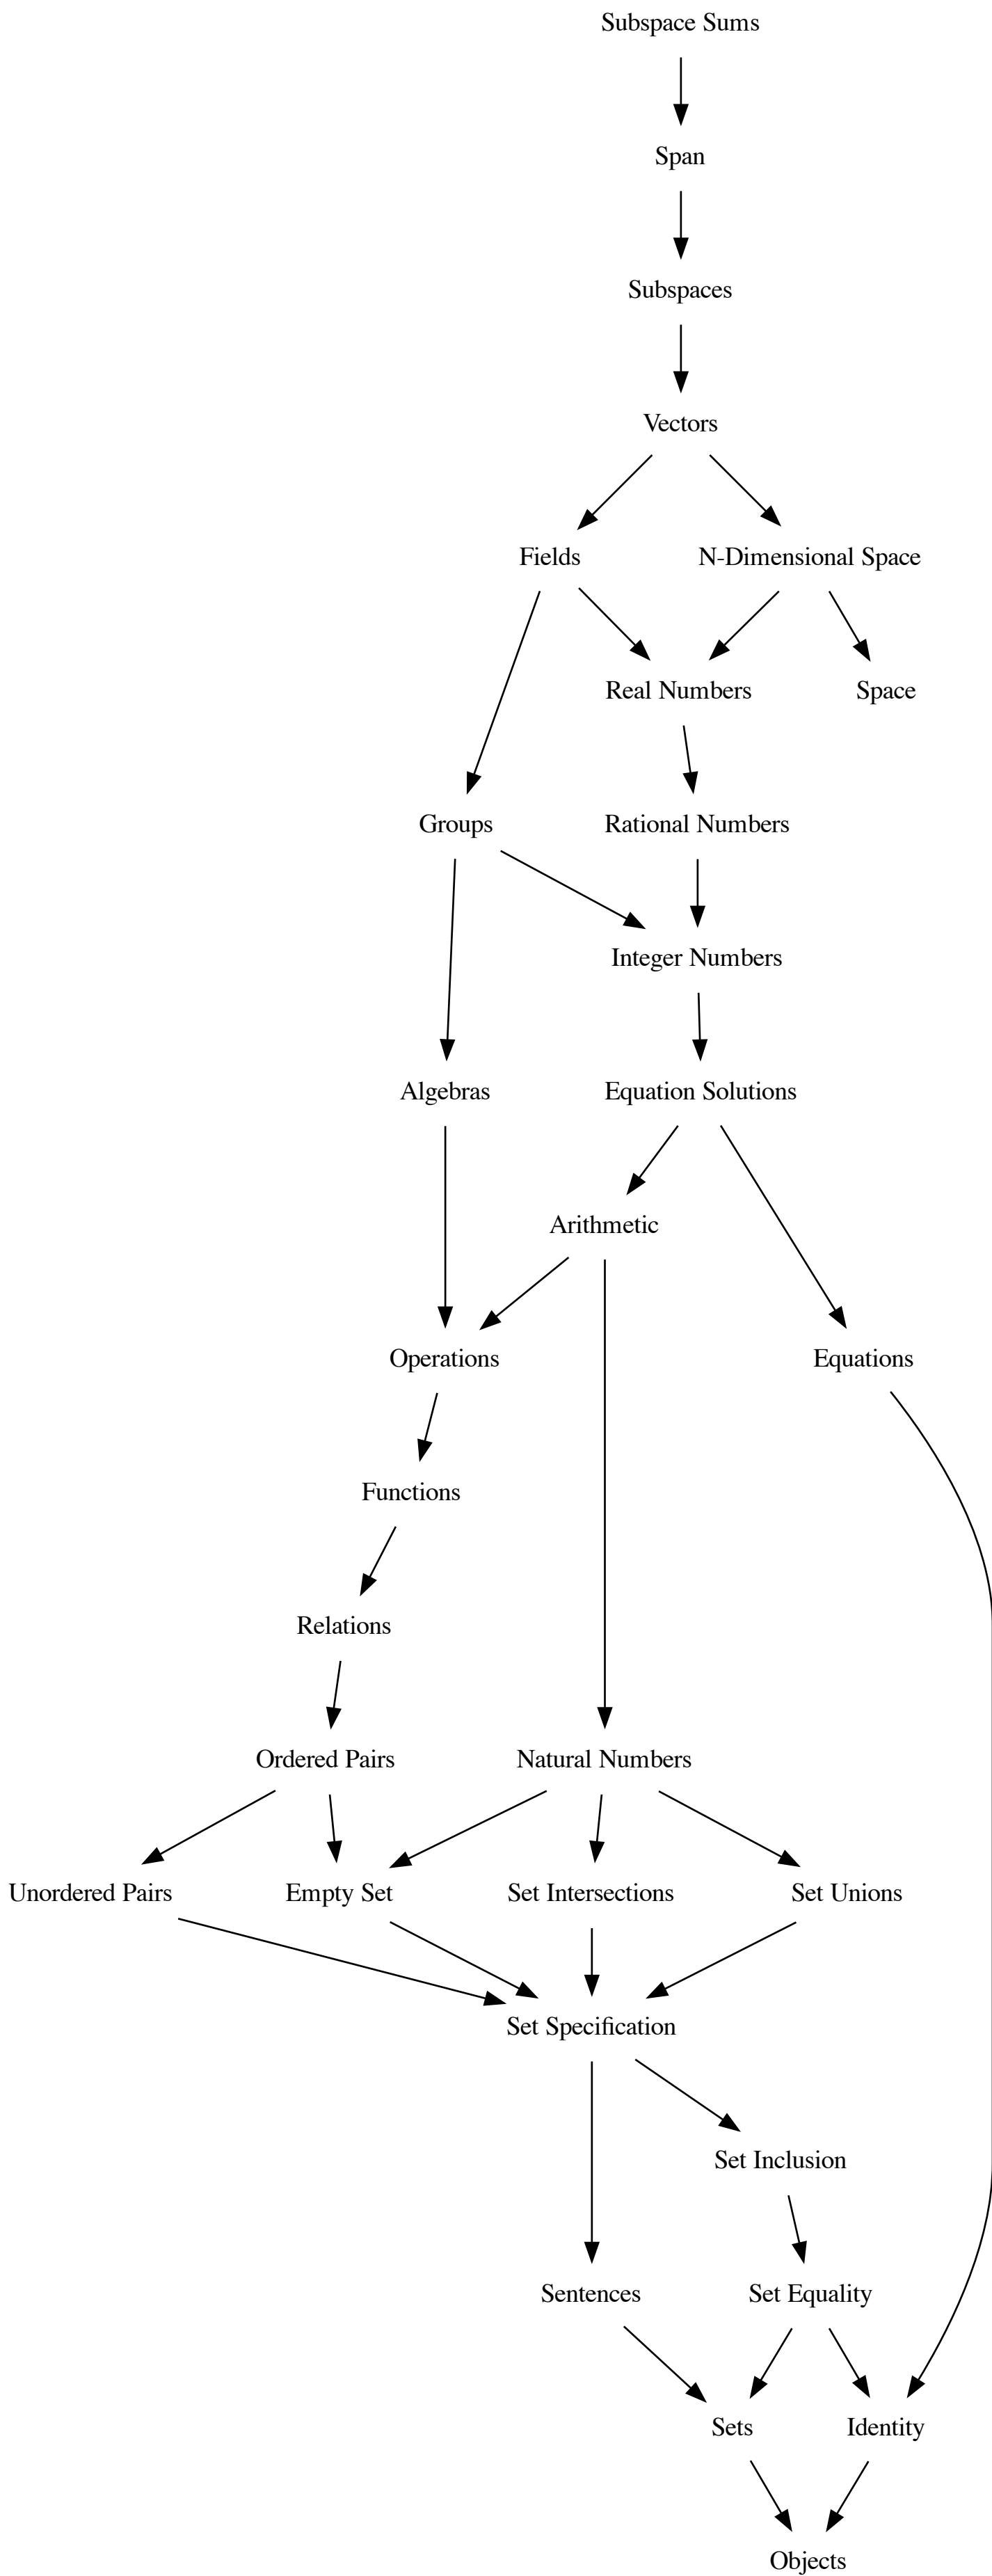 Subspace Sums
Span
Subspaces
Vectors
Fields
N-Dimensional Space
Real Numbers
Space
Groups
Rational Numbers
Integer Numbers
Algebras
Equation Solutions
Arithmetic
Operations
Equations
Functions
Relations
Ordered Pairs
Natural Numbers
Unordered Pairs
Empty Set
Set Intersections
Set Unions
Set Specification
Set Inclusion
Sentences
Set Equality
Sets
Identity
Objects